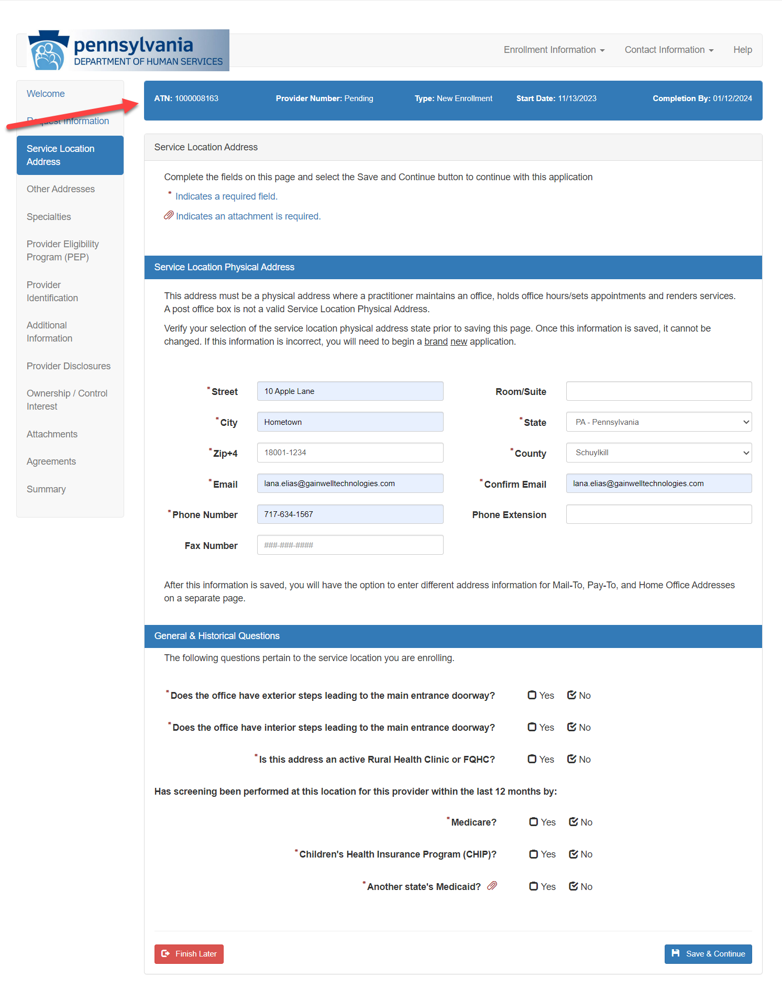 pennsylvania
DEPARTMENT OF HUMAN SERVICES
Enrollment Information
Contact Information
Help
Welcome
Request Information
Service Location
Address
Other Addresses
Specialties
Provider Eligibility
Program (PEP)
Provider
Identification
Additional
Information
Provider Disclosures
Ownership / Control
Interest
Attachments
Agreements
Summary
ATN: 1000008163 Provider Number: Pending Type: New Enrollment Start Date: 11/13/2023 Completion By: 01/12/2024
Service Location Address
Complete the fields on this page and select the Save and Continue button to continue with this application
* Indicates a required field.
Indicates an attachment is required.
Service Location Physical Address
This address must be a physical address where a practitioner maintains an office, holds office hours/sets appointments and renders services.
A post office box is not a valid Service Location Physical Address.
Verify your selection of the service location physical address state prior to saving this page. Once this information is saved, it cannot be
changed. If this information is incorrect, you will need to begin a brand new application.
* Street 10 Apple Lane Room/Suite
* City Hometown * State PA - Pennsylvania
* Zip+4 18001-1234 * County Schuylkill
* Email lana.elias@gainwelltechnologies.com * Confirm Email lana.elias@gainwelltechnologies.com
* Phone Number 717-634-1567 Phone Extension
Fax Number ###-###-####
After this information is saved, you will have the option to enter different address information for Mail-To, Pay-To, and Home Office Addresses
on a separate page.
General & Historical Questions
The following questions pertain to the service location you are enrolling.
* Does the office have exterior steps leading to the main entrance doorway? Yes No
* Does the office have interior steps leading to the main entrance doorway? Yes No
* Is this address an active Rural Health Clinic or FQHC? Yes No
Has screening been performed at this location for this provider within the last 12 months by:
* Medicare? Yes No
* Children's Health Insurance Program (CHIP)? Yes No
* Another state's Medicaid? Yes No
Finish Later
Save & Continue